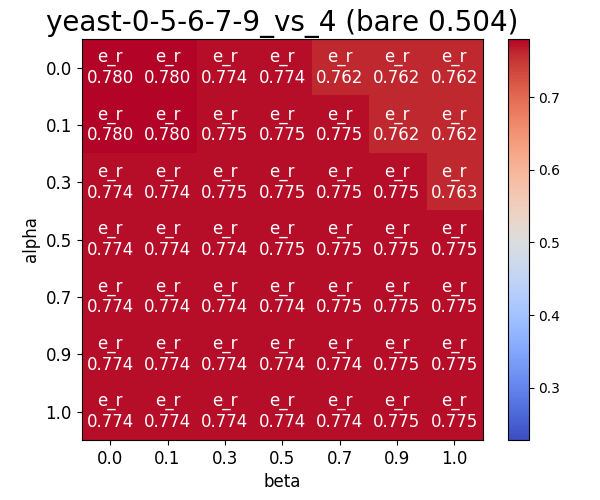 yeast-0-5-6-7-9_vs_4 (bare 0.504)
e_r e_r e_r e_r e_r e_r e_r
0.0 0.780 0.780 0.774 0.774 0.762 0.762 0.762
e_r e_r e_r e_r e_r e_r e_r
0.1 0.780 0.780 0.775 0.775 0.775 0.762 0.762
e_r e_r e_r e_r e_r e_r e_r
0.3 0.774 0.774 0.775 0.775 0.775 0.775 0.763
e_r e_r e_r e_r e_r e_r e_r
0.5 0.774 0.774 0.774 0.775 0.775 0.775 0.775
e_r e_r e_r e_r e_r e_r e_r
0.7 0.774 0.774 0.774 0.774 0.775 0.775 0.775
e_r e_r e_r e_r e_r e_r e_r
0.9 0.774 0.774 0.774 0.774 0.774 0.775 0.775
e_r e_r e_r e_r e_r e_r e_r
1.0 0.774 0.774 0.774 0.774 0.774 0.775 0.775
0.0 0.1 0.3 0.5 0.7 0.9 1.0
beta
alpha
0.7
0.6
0.5
0.4
0.3